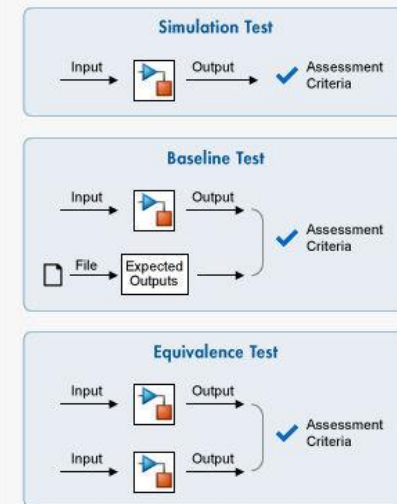 Simulation Test
Input
Output
Assessment
Criteria
Baseline Test
Input
Output
File
Expected
Outputs
Assessment
Criteria
Equivalence Test
Input
Output
Input
Output
Assessment
Criteria